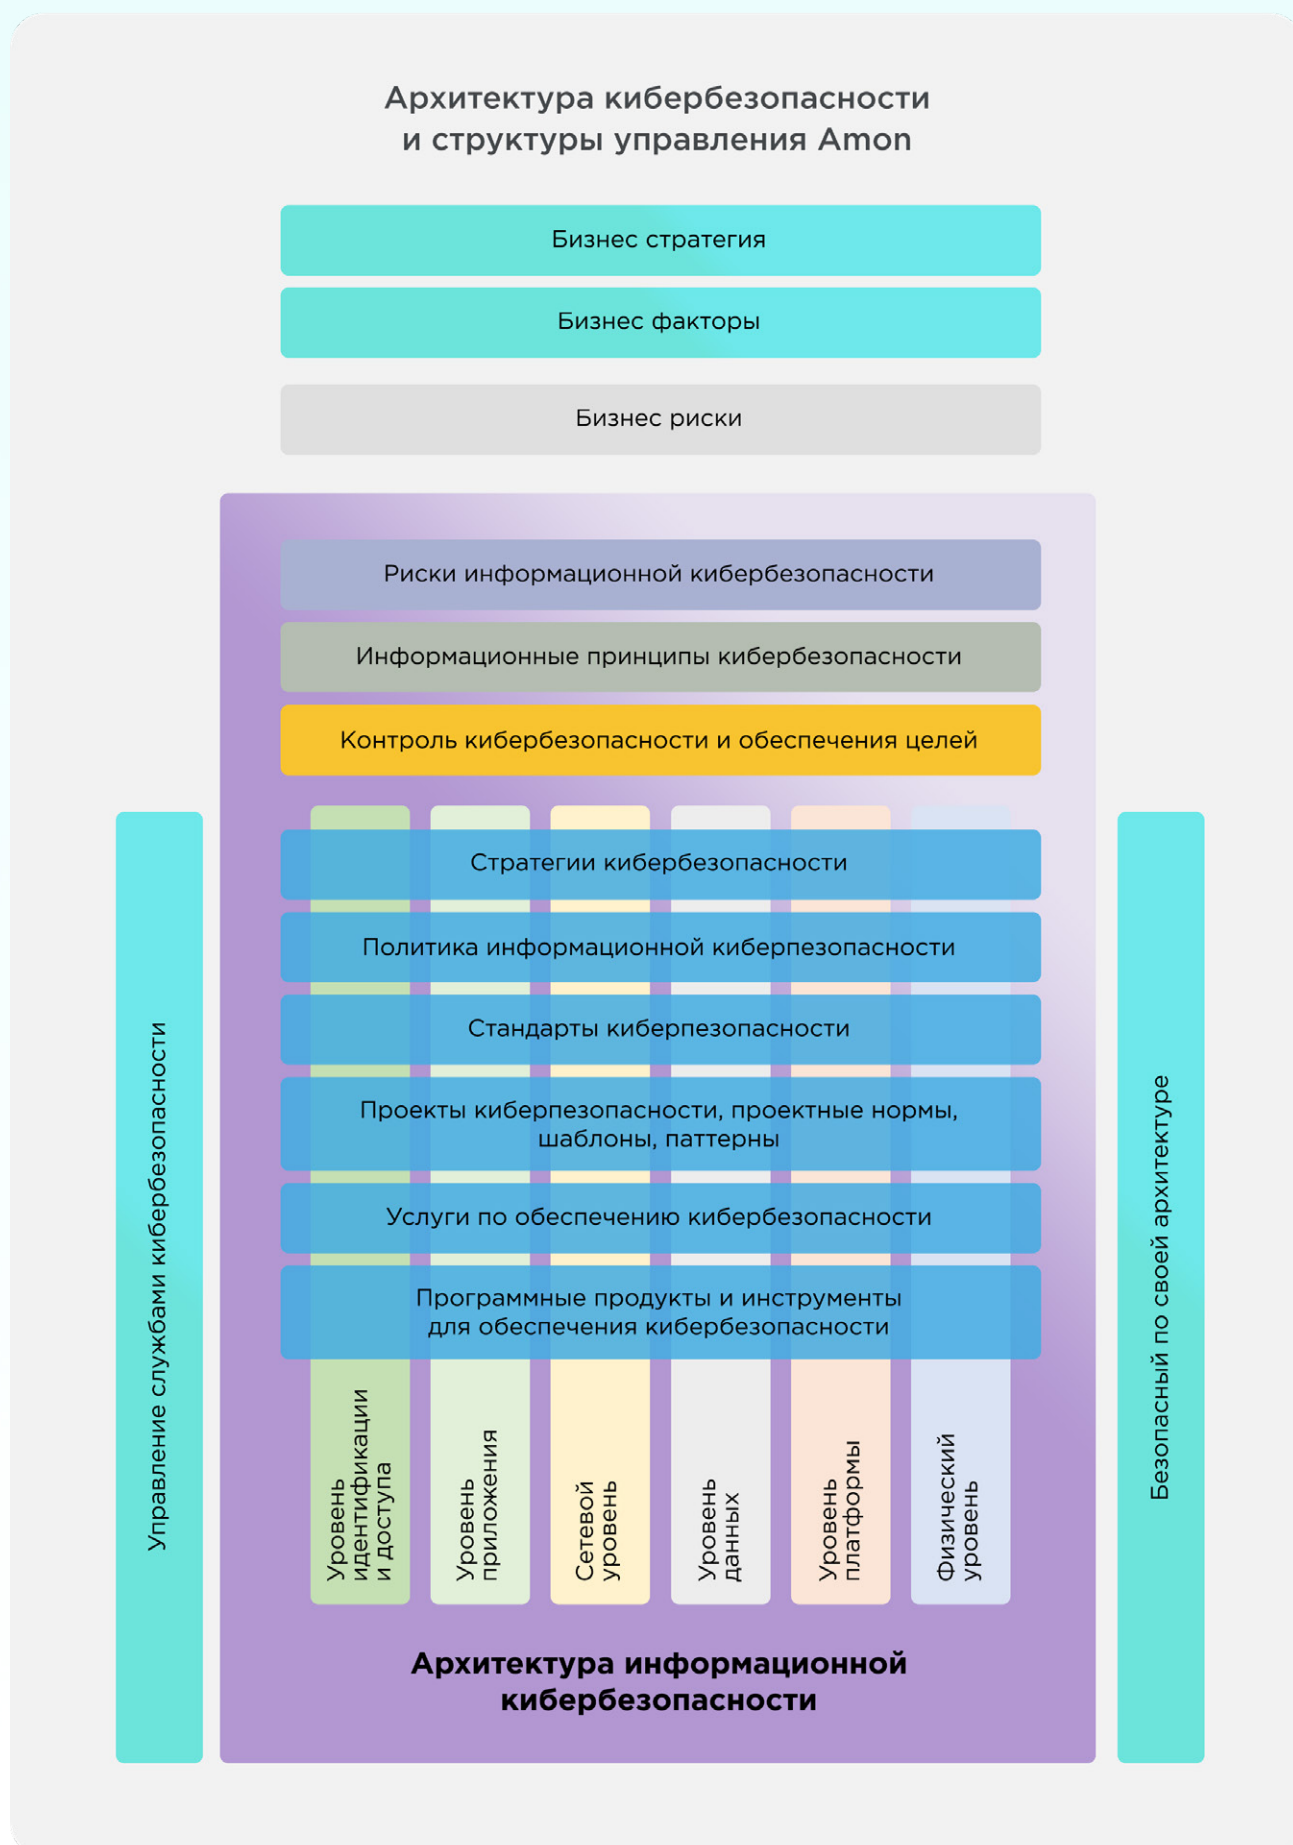 Архитектура кибербезопасности
и структуры управления Amon
Бизнес стратегия
Бизнес факторы
Бизнес риски
Риски информационной кибербезопасности
Информационные принципы кибербезопасности
Контроль кибербезопасности и обеспечения целей
Стратегии кибербезопасности
Политика информационной киберпезопасности
Стандарты киберпезопасности
Проекты киберпезопасности, проектные нормы,
шаблоны, паттерны
Услуги по обеспечению кибербезопасности
Программные продукты и инструменты
для обеспечения кибербезопасности
Управление службами кибербезопасности
Уровень
идентификации
и доступа
Уровень
приложения
Сетевой
уровень
Уровень
данных
Уровень
платформы
Физический
уровень
Безопасный по своей архитектуре
Архитектура информационной
кибербезопасности